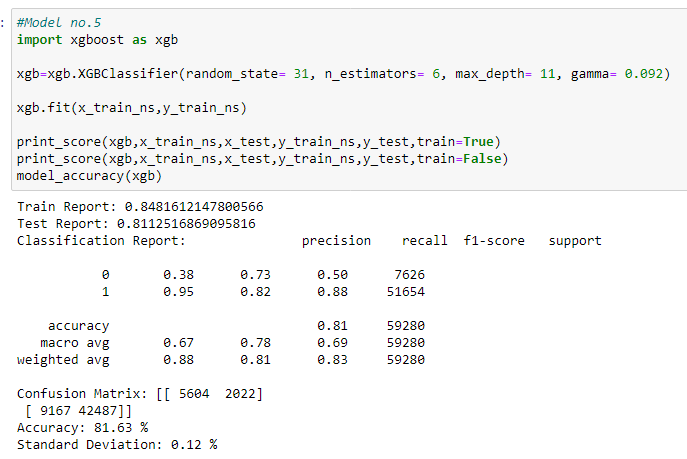 :
#Model no.5
import xgboost as xgb
xgb=xgb.XGBClassifier(random_state= 31, n_estimators= 6, max_depth= 11, gamma= 0.092)
xgb.fit(x_train_ns,y_train_ns)
print_score(xgb,x_train_ns,x_test,y_train_ns,y_test,train=True)
print_score(xgb,x_train_ns,x_test,y_train_ns,y_test,train=False)
model_accuracy(xgb)
Train Report: 0.8481612147800566
Test Report: 0.8112516869095816
Classification Report:               precision    recall  f1-score   support
0       0.38      0.73      0.50      7626
1       0.95      0.82      0.88     51654
accuracy                           0.81     59280
macro avg       0.67      0.78      0.69     59280
weighted avg       0.88      0.81      0.83     59280
Confusion Matrix: [[ 5604  2022]
[ 9167 42487]]
Accuracy: 81.63 %
Standard Deviation: 0.12 %